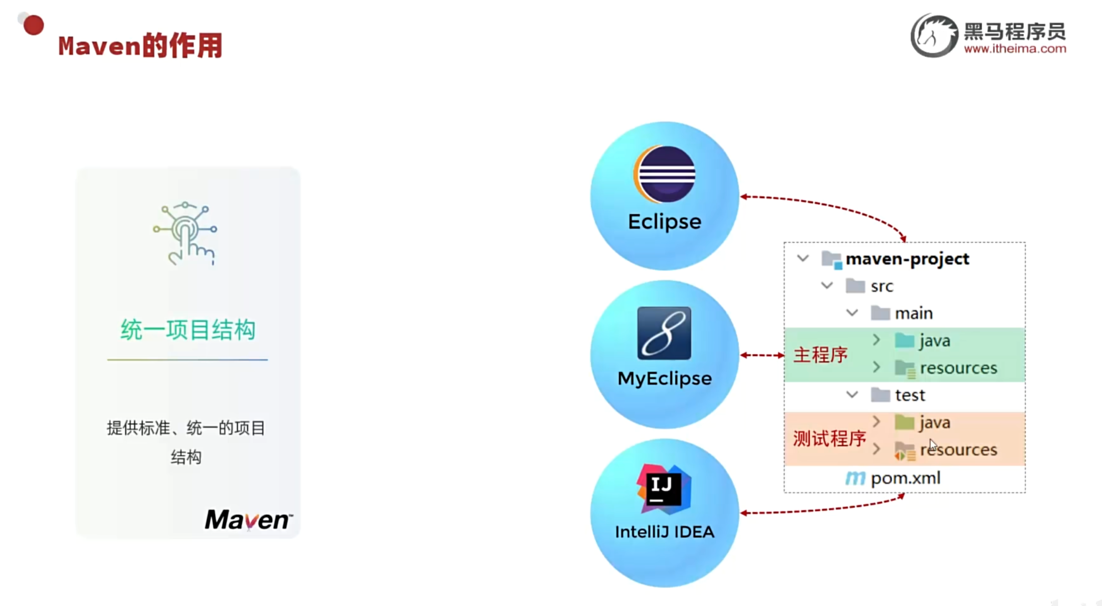 Maven的作用
黑马程序员
www.itheima.com
统一项目结构
提供标准、统一的项目
结构
Maven™
Eclipse
MyEclipse
IJ
IntelliJ IDEA
maven-project
src
main
主程序
java
resources
test
测试程序
java
resources
m pom.xml